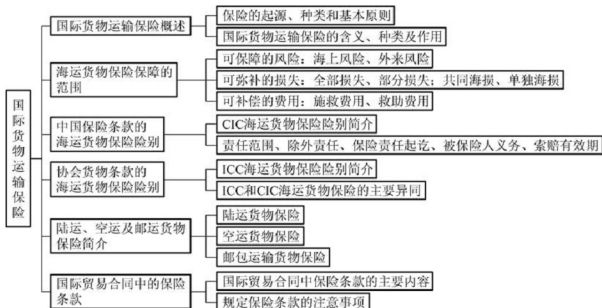 国际货物运输保险
国际货物运输保险概述
保险的起源、种类和基本原则
国际货物运输保险的含义、种类及作用
海运货物保险保障的
范围
可保障的风险：海上风险、外来风险
可弥补的损失：全部损失、部分损失；共同海损、单独海损
可补偿的费用：施救费用、救助费用
中国保险条款的
海运货物保险险别
CIC海运货物保险险别简介
责任范围、除外责任、保险责任起讫、被保险人义务、索赔有效期
协会货物条款的
海运货物保险险别
ICC海运货物保险险别简介
ICC和CIC海运货物保险的主要异同
陆运、空运及邮运货物
保险简介
陆运货物保险
空运货物保险
邮包运输货物保险
国际贸易合同中的保险
条款
国际贸易合同中保险条款的主要内容
规定保险条款的注意事项